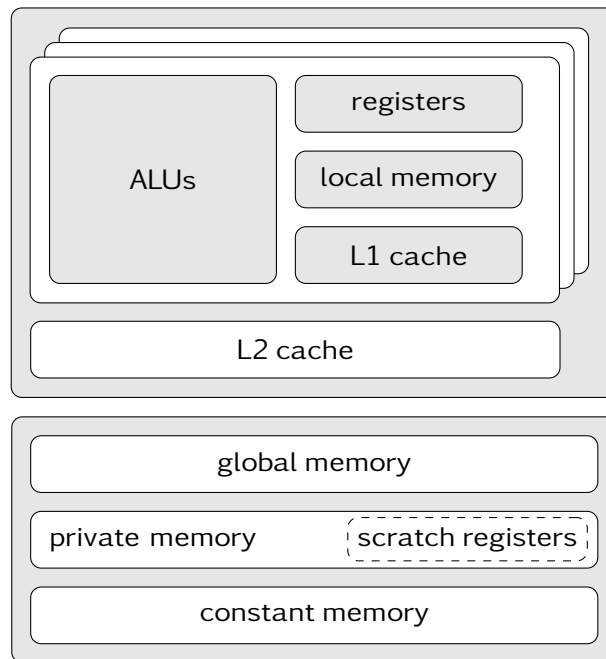 registers
ALUs
local memory
L1 cache
L2 cache
global memory
private memory
scratch registers
constant memory